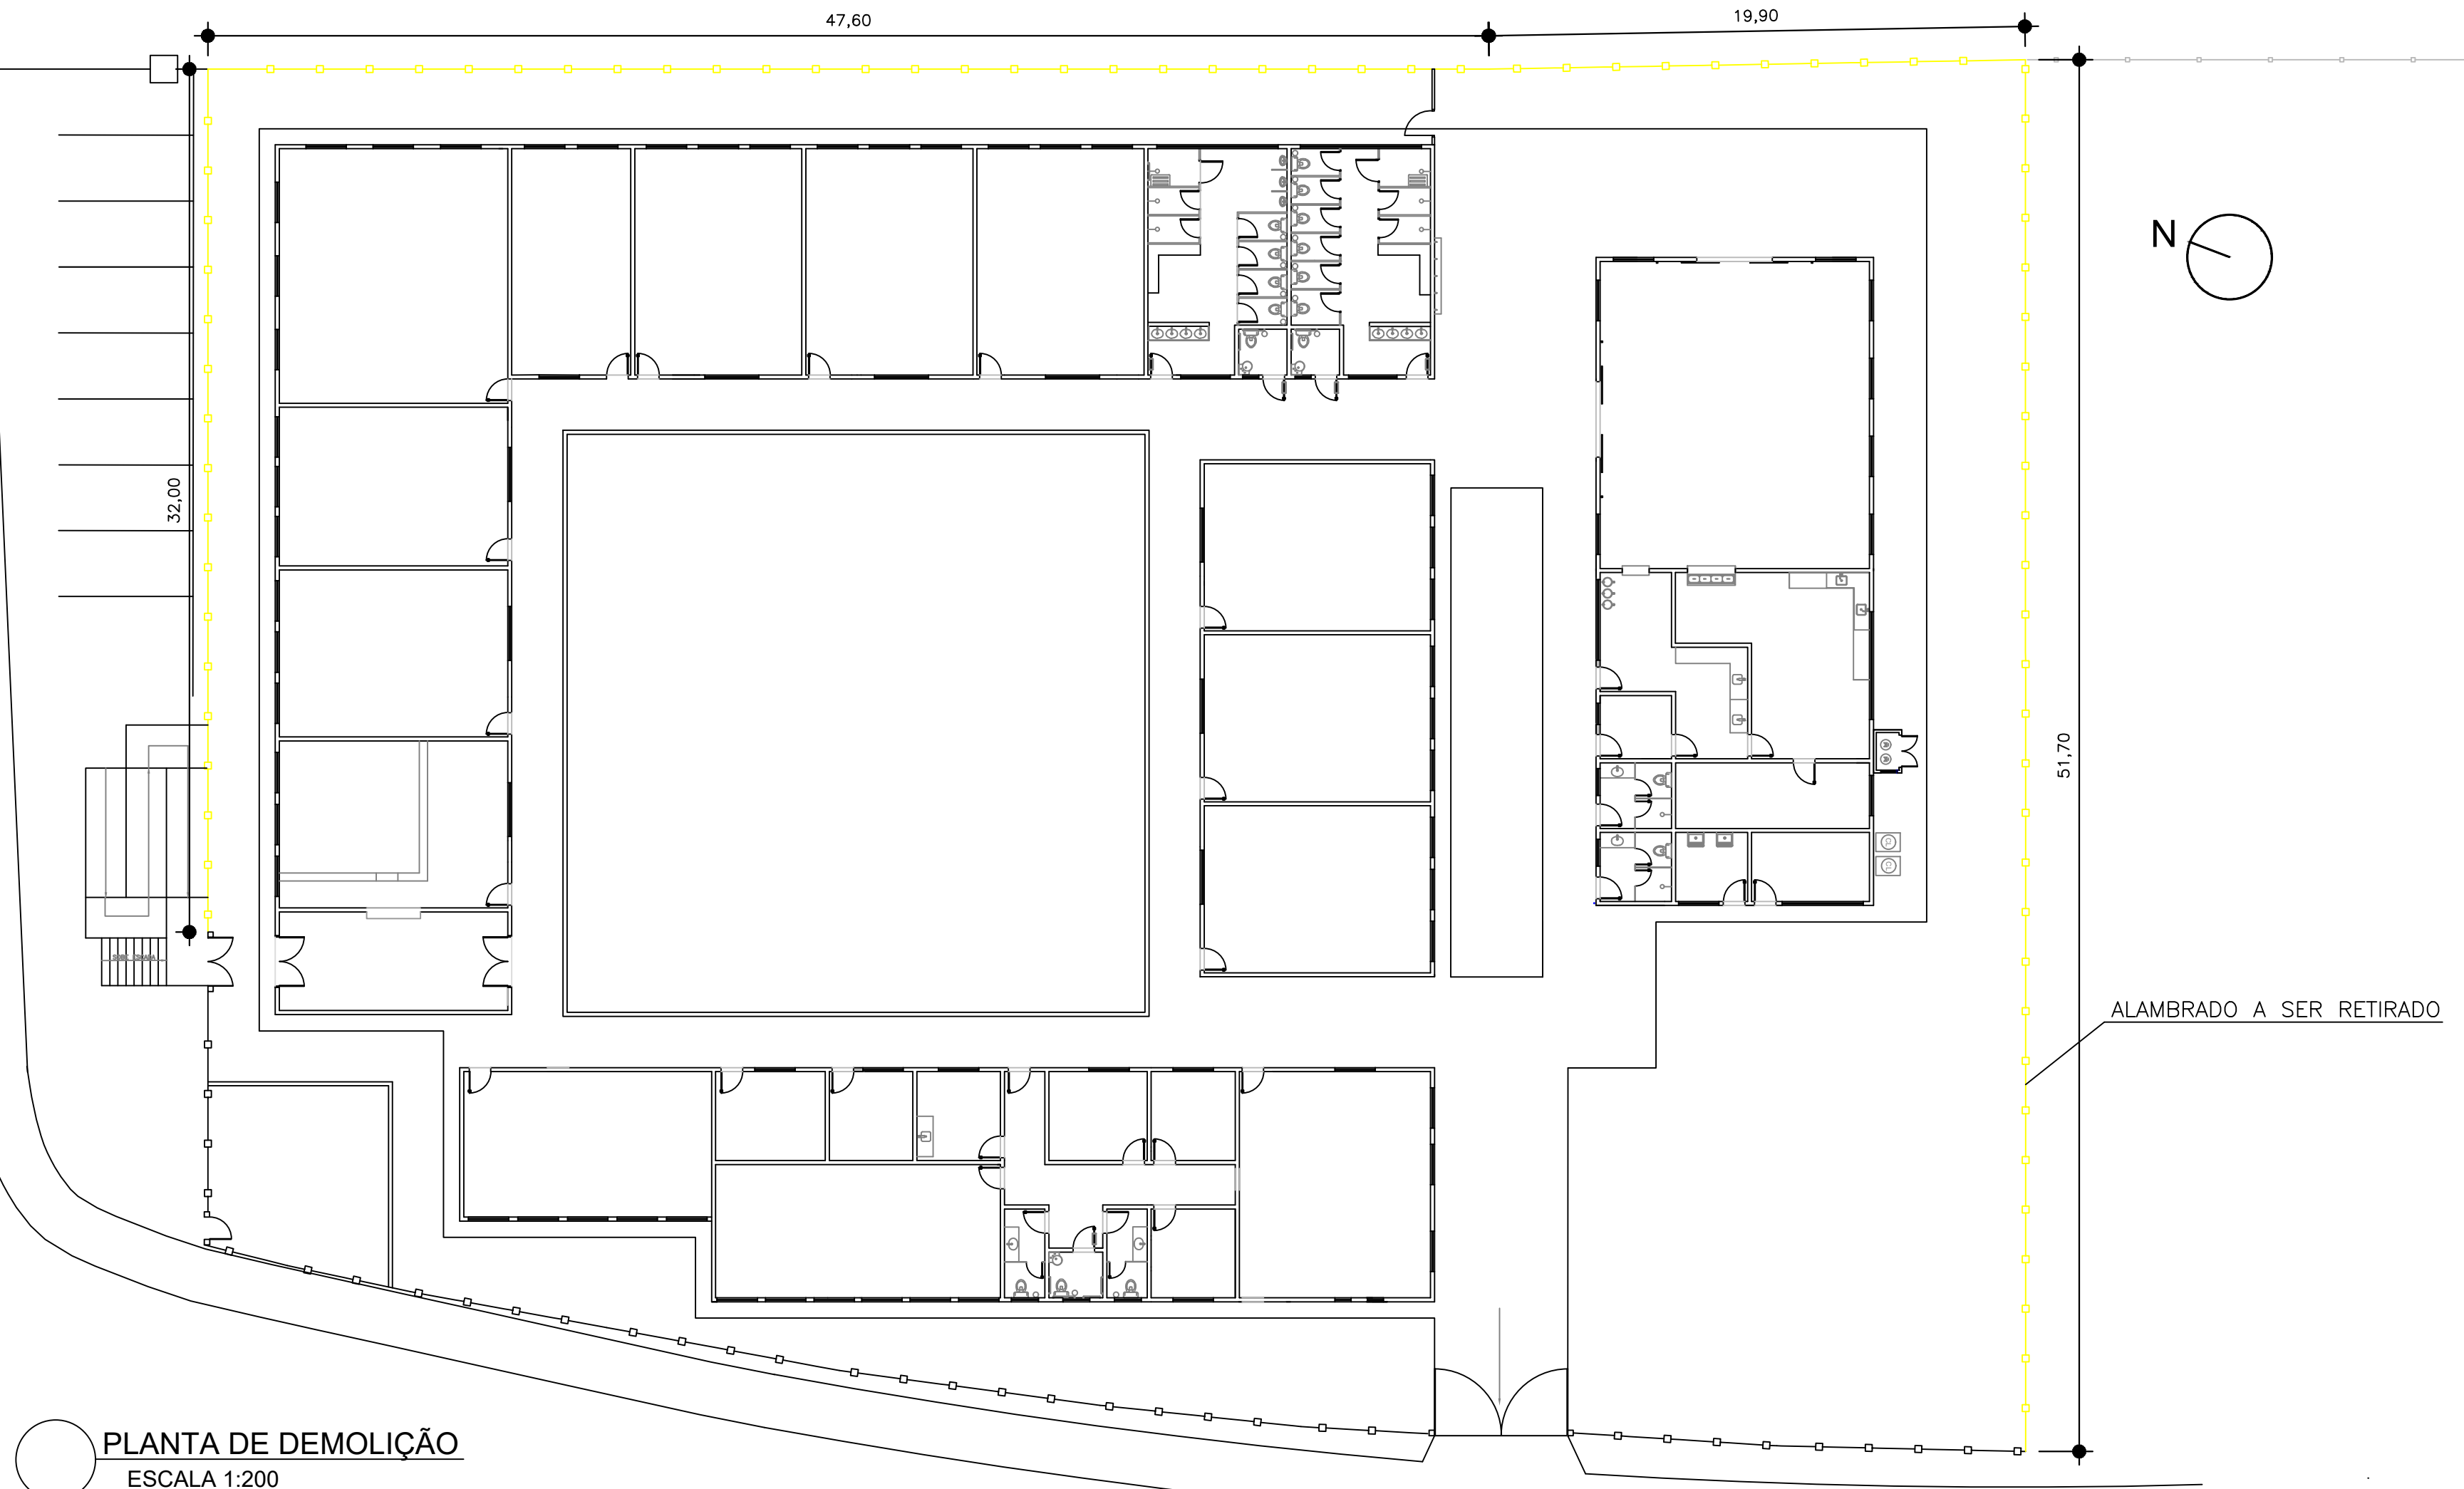 47,60
19,90
N
32,00
51,70
ALAMBRADO A SER RETIRADO
PLANTA DE DEMOLIÇÃO
ESCALA 1:200